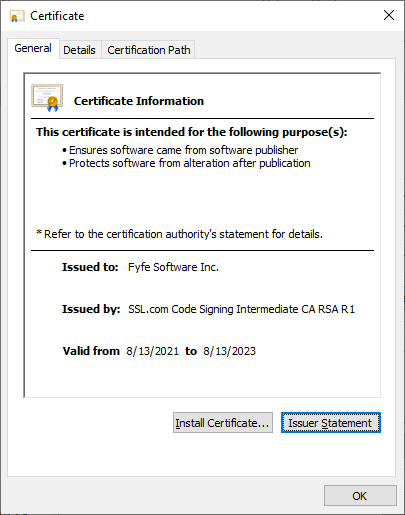 Certificate
General
Details
Certification Path
Certificate Information
This certificate is intended for the following purpose(s):
• Ensures software came from software publisher
• Protects software from alteration after publication
* Refer to the certification authority's statement for details.
Issued to: Fyfe Software Inc.
Issued by: SSL.com Code Signing Intermediate CA RSA R1
Valid from 8/13/2021 to 8/13/2023
Install Certificate...
Issuer Statement
OK